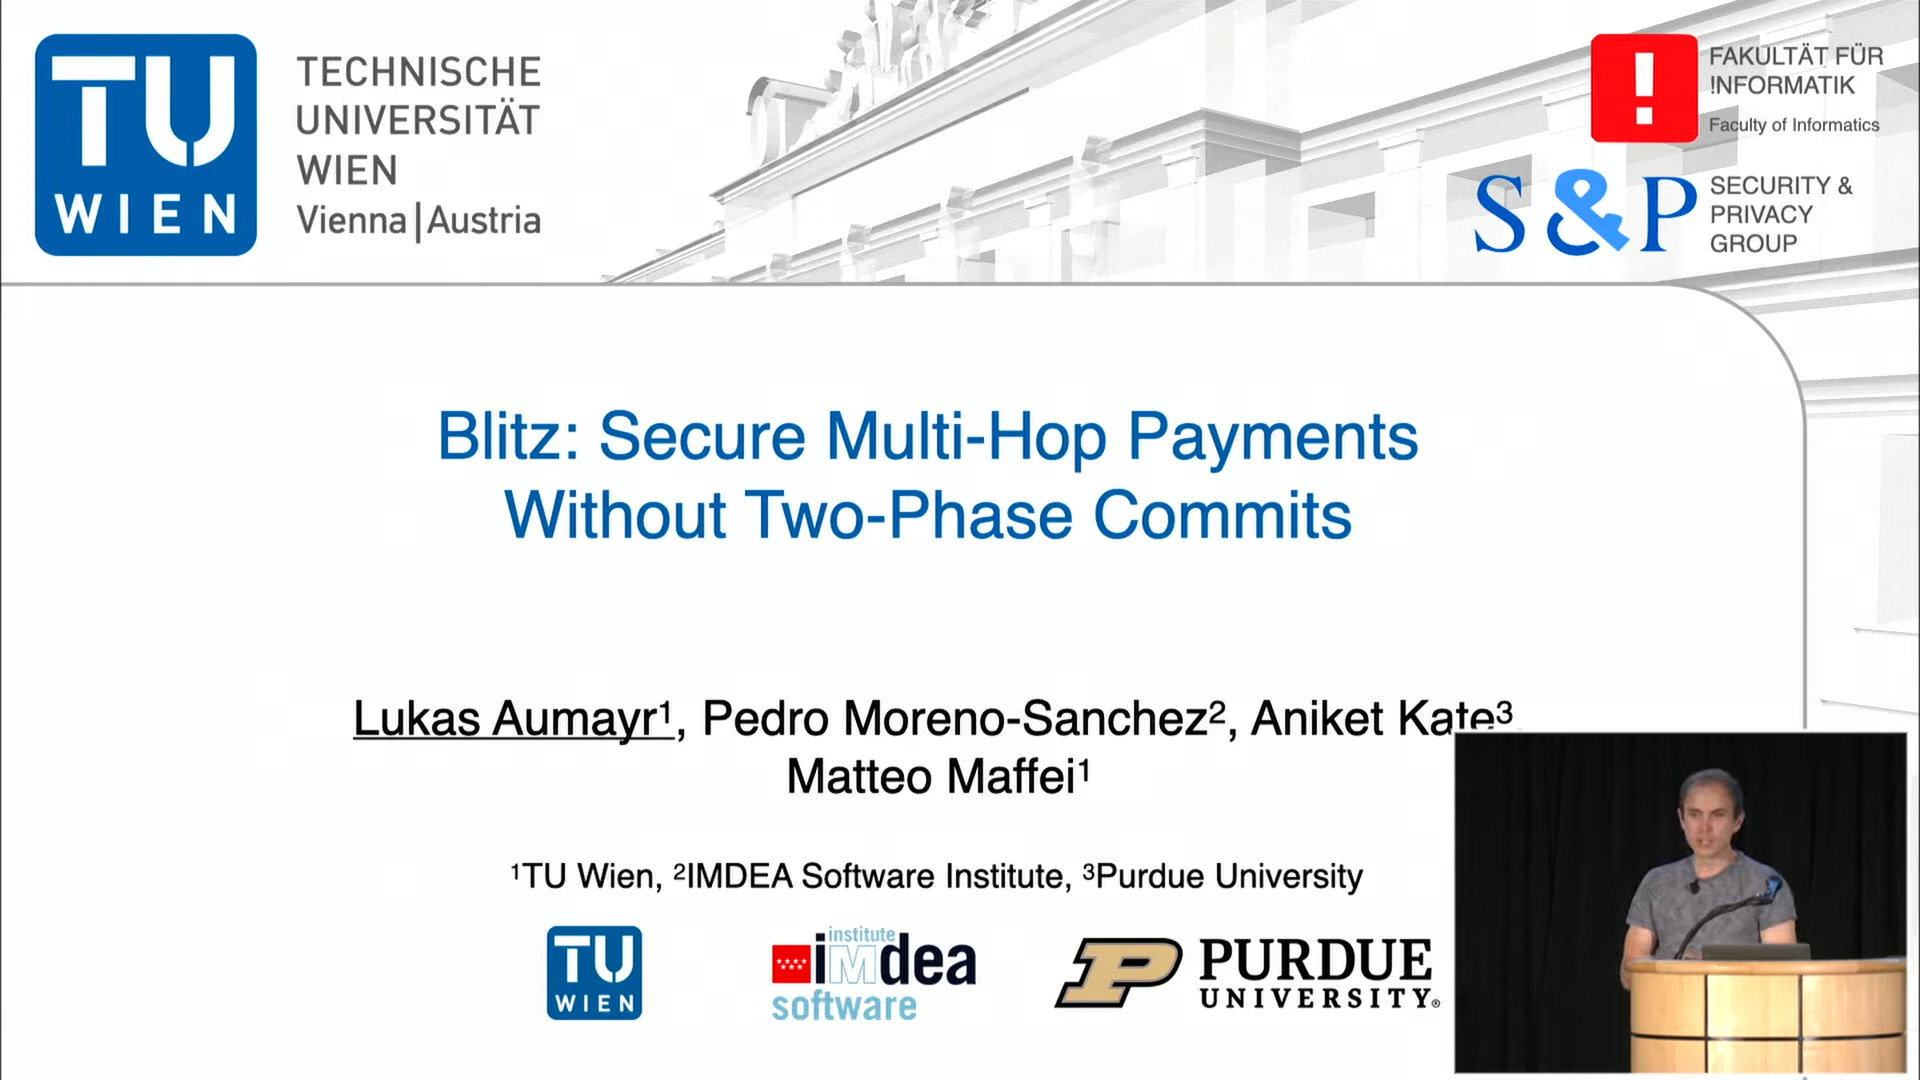 TU
WIEN
TECHNISCHE
UNIVERSITÄT
WIEN
Vienna|Austria
!
FAKULTÄT FÜR
!NFORMATIK
Faculty of Informatics
S&P
SECURITY &
PRIVACY
GROUP
Blitz: Secure Multi-Hop Payments
Without Two-Phase Commits
Lukas Aumayr¹, Pedro Moreno-Sanchez², Aniket Kate³
Matteo Maffei¹
¹TU Wien, ²IMDEA Software Institute, ³Purdue University
TU
WIEN
institute
iMdea
software
P
PURDUE
UNIVERSITY®